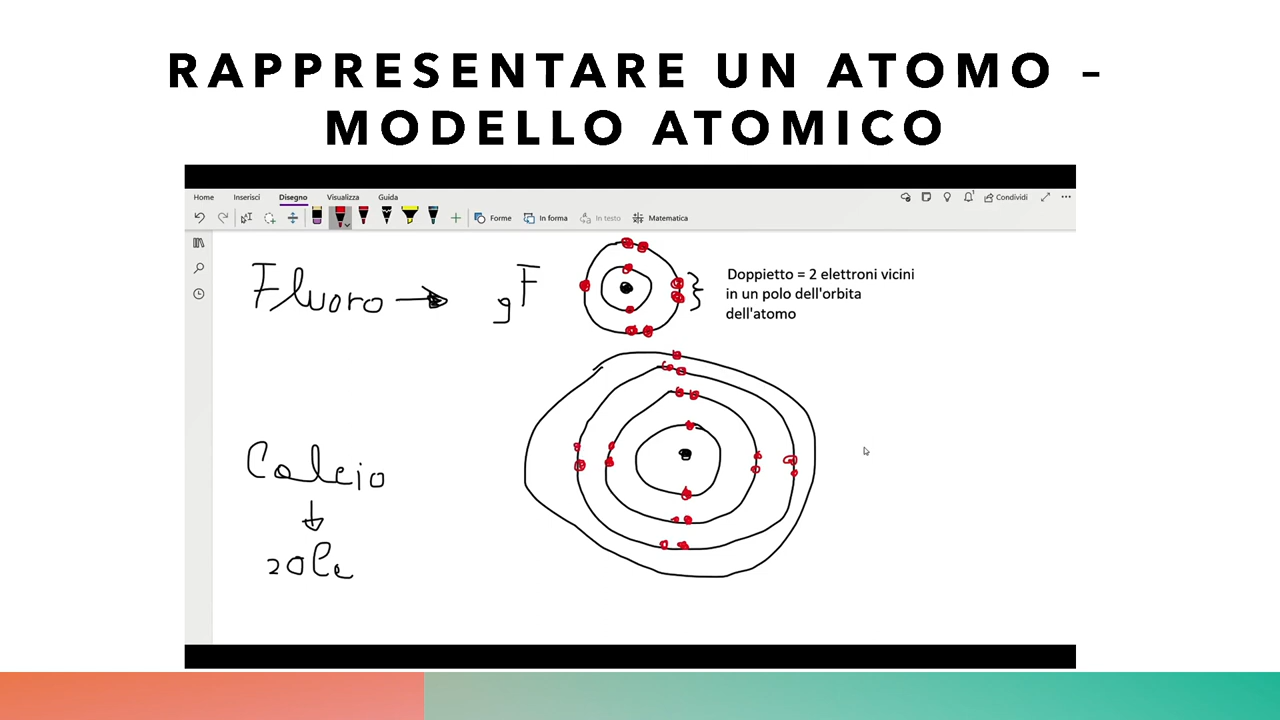 RAPPRESENTARE UN ATOMO –
MODELLO ATOMICO
Home Inserisci Disegno Visualizza Guida
1 Condividi
Forme In forma In testo Matematica
Fluoro → 9F
Doppietto = 2 elettroni vicini
in un polo dell'orbita
dell'atomo
Calcio
↓
20Ca